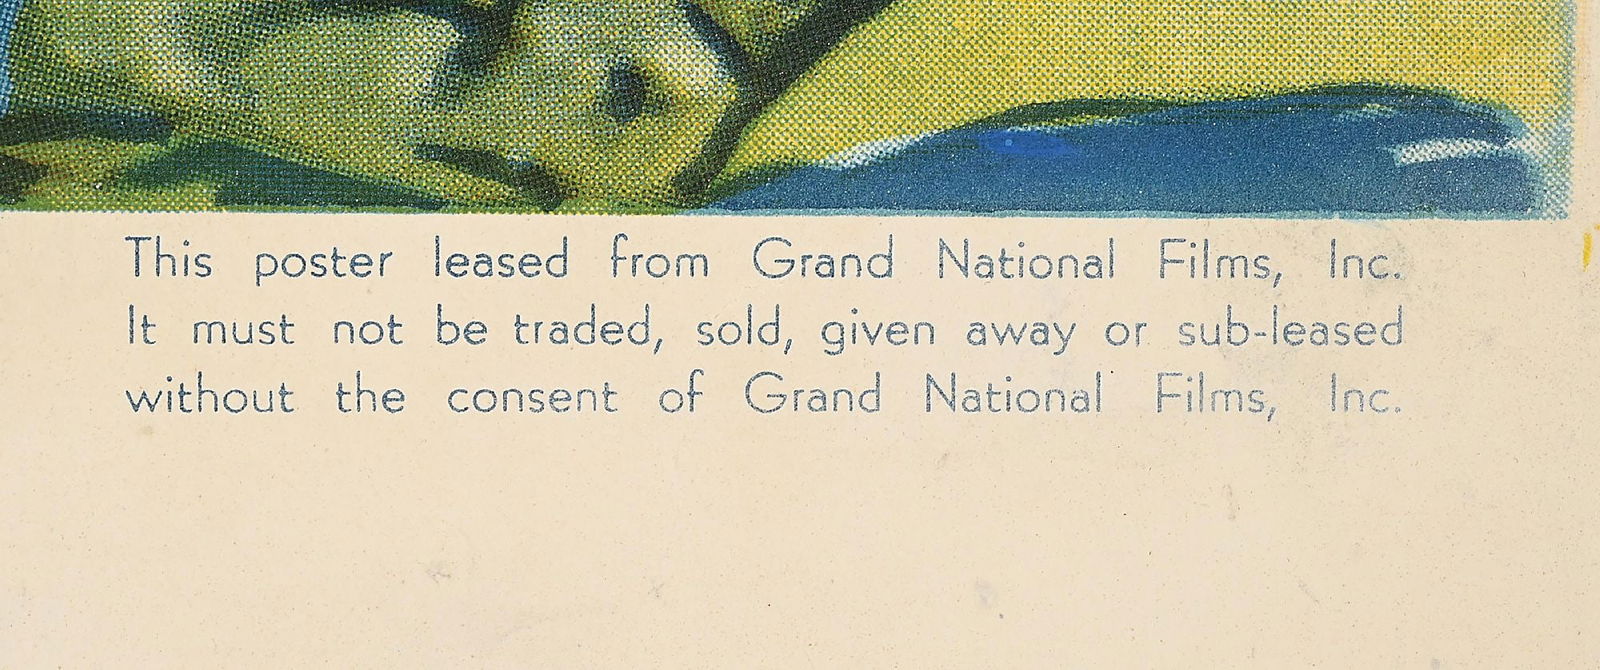 This poster leased from Grand National Films, Inc.
It must not be traded, sold, given away or sub-leased
without the consent of Grand National Films, Inc.